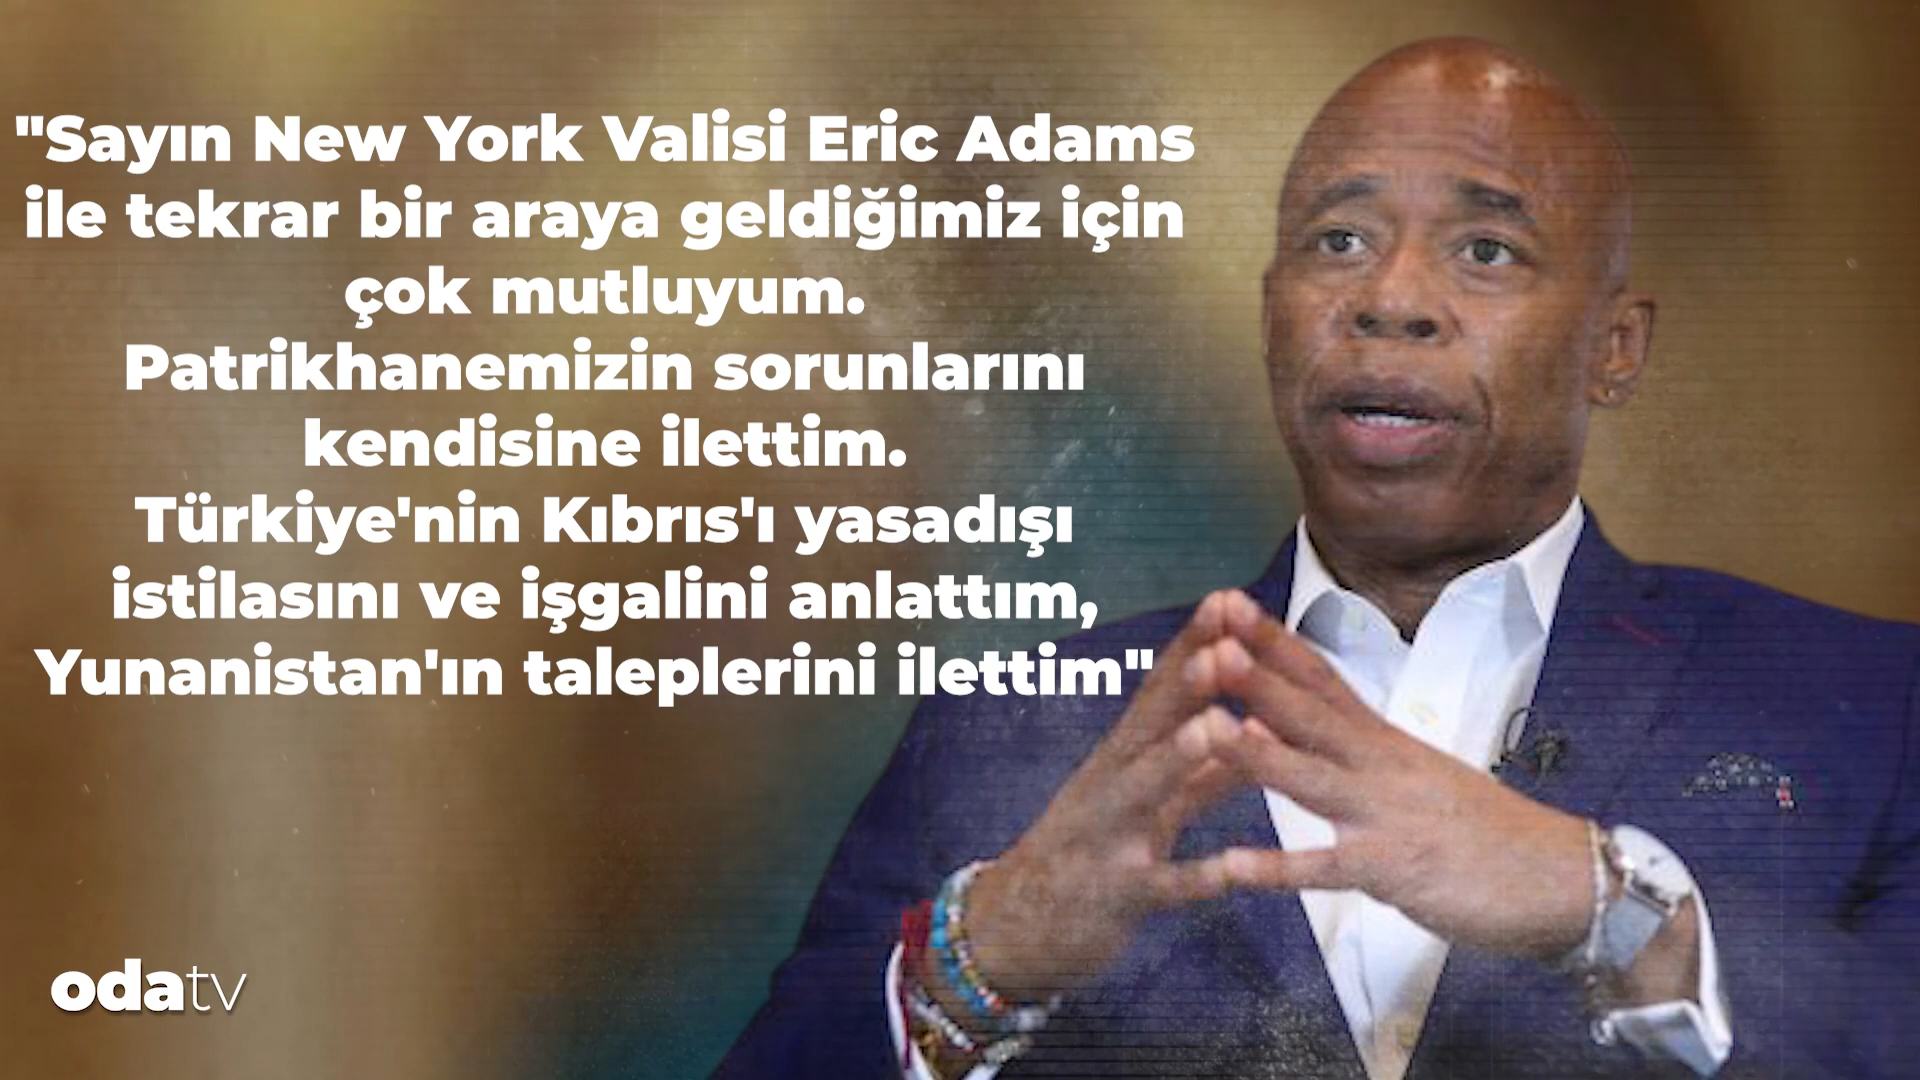 "Sayın New York Valisi Eric Adams
ile tekrar bir araya geldiğimiz için
çok mutluyum.
Patrikhanemizin sorunlarını
kendisine ilettim.
Türkiye'nin Kıbrıs'ı yasadışı
istilasını ve işgalini anlattım,
Yunanistan'ın taleplerini ilettim"
odatv